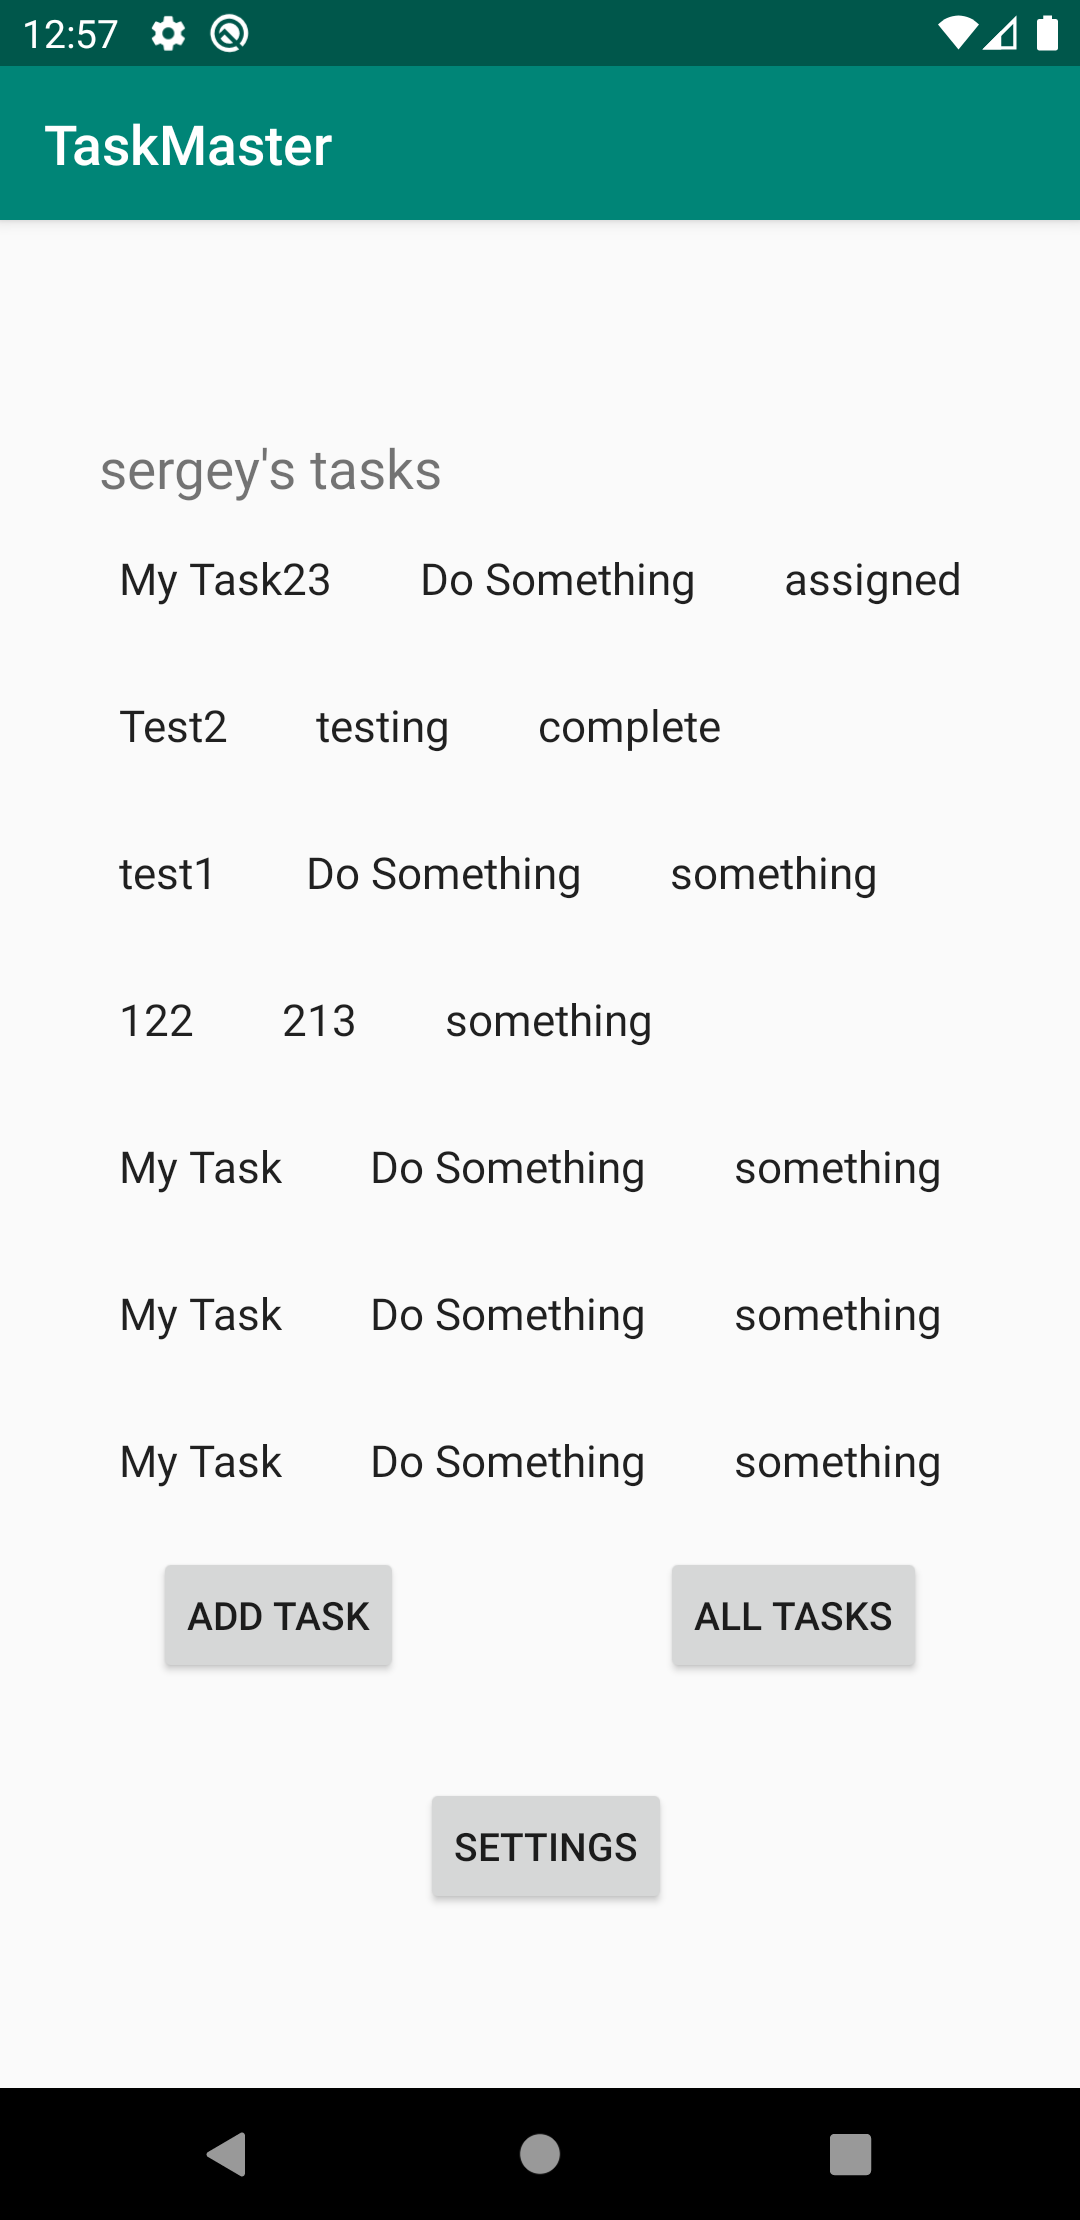 12:57
TaskMaster
sergey's tasks
My Task23 Do Something assigned
Test2 testing complete
test1 Do Something something
122 213 something
My Task Do Something something
My Task Do Something something
My Task Do Something something
ADD TASK ALL TASKS
SETTINGS